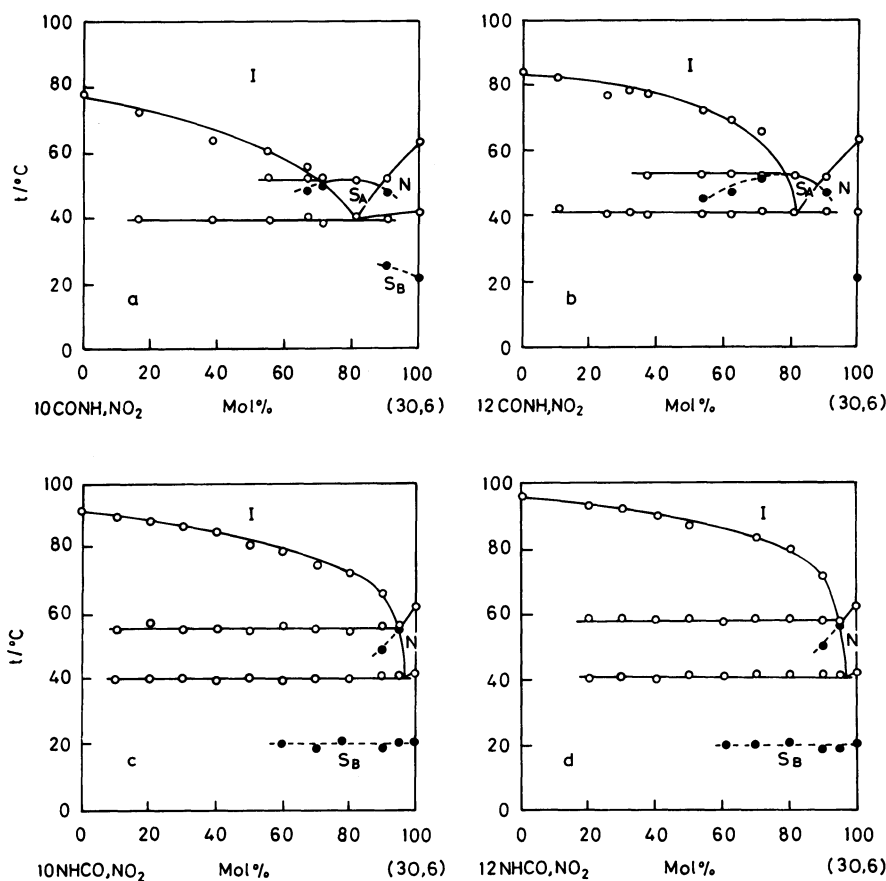 t/°C
100
80
60
40
20
0
I
SA
N
SB
a
0 20 40 60 80 100
10CONH,NO2 Mol% (30,6)
100
80
60
40
20
0
I
SA
N
b
0 20 40 60 80 100
12CONH,NO2 Mol% (30,6)
t/°C
100
80
60
40
20
0
I
N
SB
c
0 20 40 60 80 100
10NHCO,NO2 Mol% (30,6)
100
80
60
40
20
0
I
N
SB
d
0 20 40 60 80 100
12NHCO,NO2 Mol% (30,6)